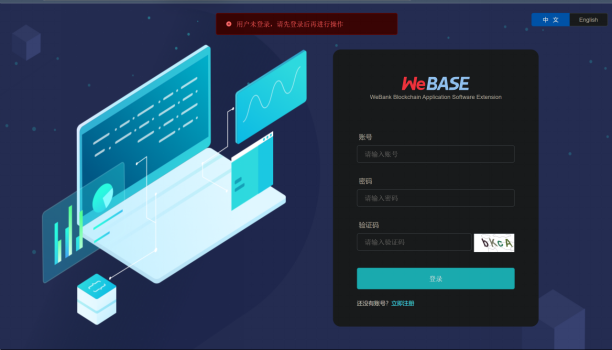 用户未登录，请先登录后再进行操作
中 文
English
WeBASE
WeBank Blockchain Application Software Extension
账号
请输入账号
密码
请输入密码
验证码
请输入验证码
bKcA
登录
还没有账号？立即注册